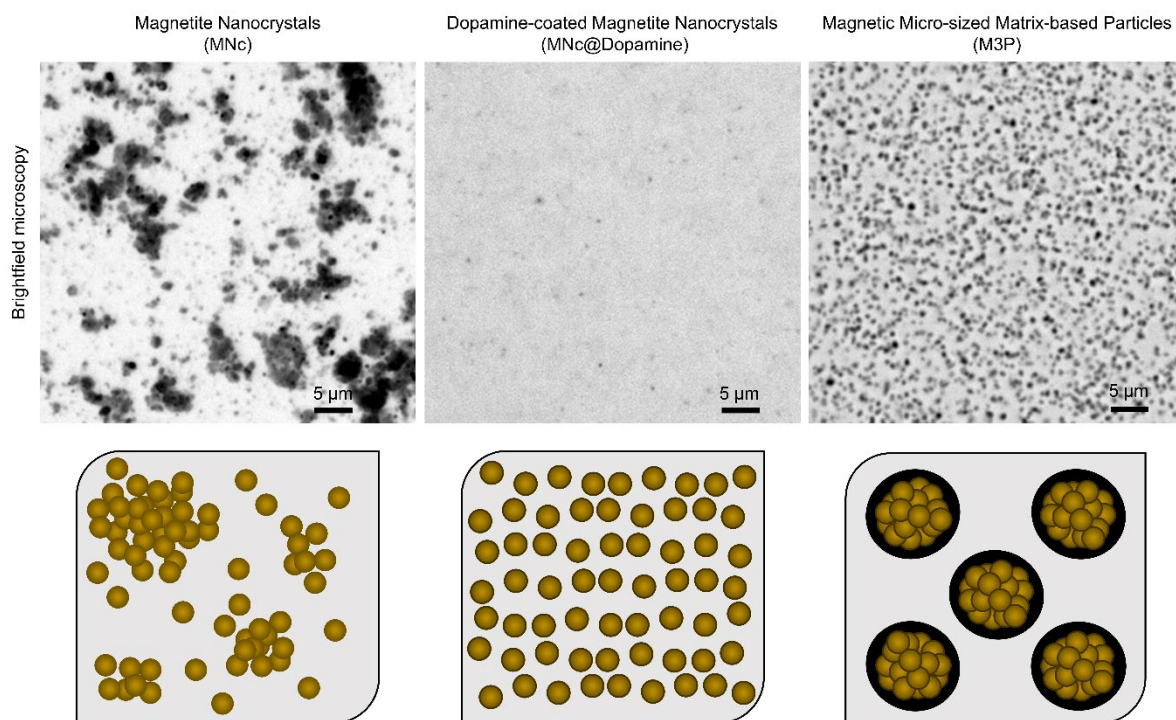 Magnetite Nanocrystals
(MNc)
Dopamine-coated Magnetite Nanocrystals
(MNc@Dopamine)
Magnetic Micro-sized Matrix-based Particles
(M3P)
Brightfield microscopy
5 µm
5 µm
5 µm